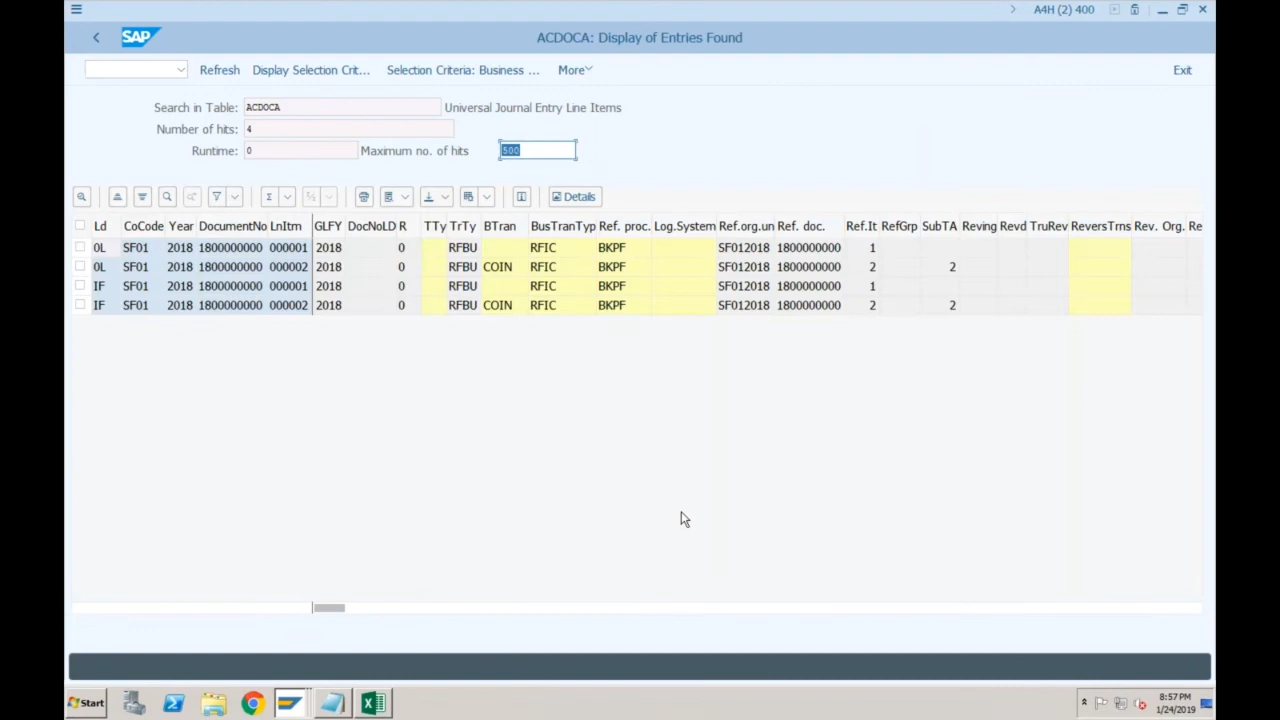 A4H (2) 400
SAP ACDOCA: Display of Entries Found
Refresh Display Selection Crit... Selection Criteria: Business ... More Exit
Search in Table: ACDOCA Universal Journal Entry Line Items
Number of hits: 4
Runtime: 0 Maximum no. of hits 500
Details
Ld CoCode Year DocumentNo LnItm GLFY DocNoLD R TTy TrTy BTran BusTranTyp Ref. proc. Log.System Ref.org.un Ref. doc. Ref.It RefGrp SubTA Reving Revd TruRev ReversTrns Rev. Org. Re
0L SF01 2018 1800000000 000001 2018 0 RFBU RFIC BKPF SF012018 1800000000 1
0L SF01 2018 1800000000 000002 2018 0 RFBU COIN RFIC BKPF SF012018 1800000000 2 2
IF SF01 2018 1800000000 000001 2018 0 RFBU RFIC BKPF SF012018 1800000000 1
IF SF01 2018 1800000000 000002 2018 0 RFBU COIN RFIC BKPF SF012018 1800000000 2 2
Start 8:57 PM
1/24/2019